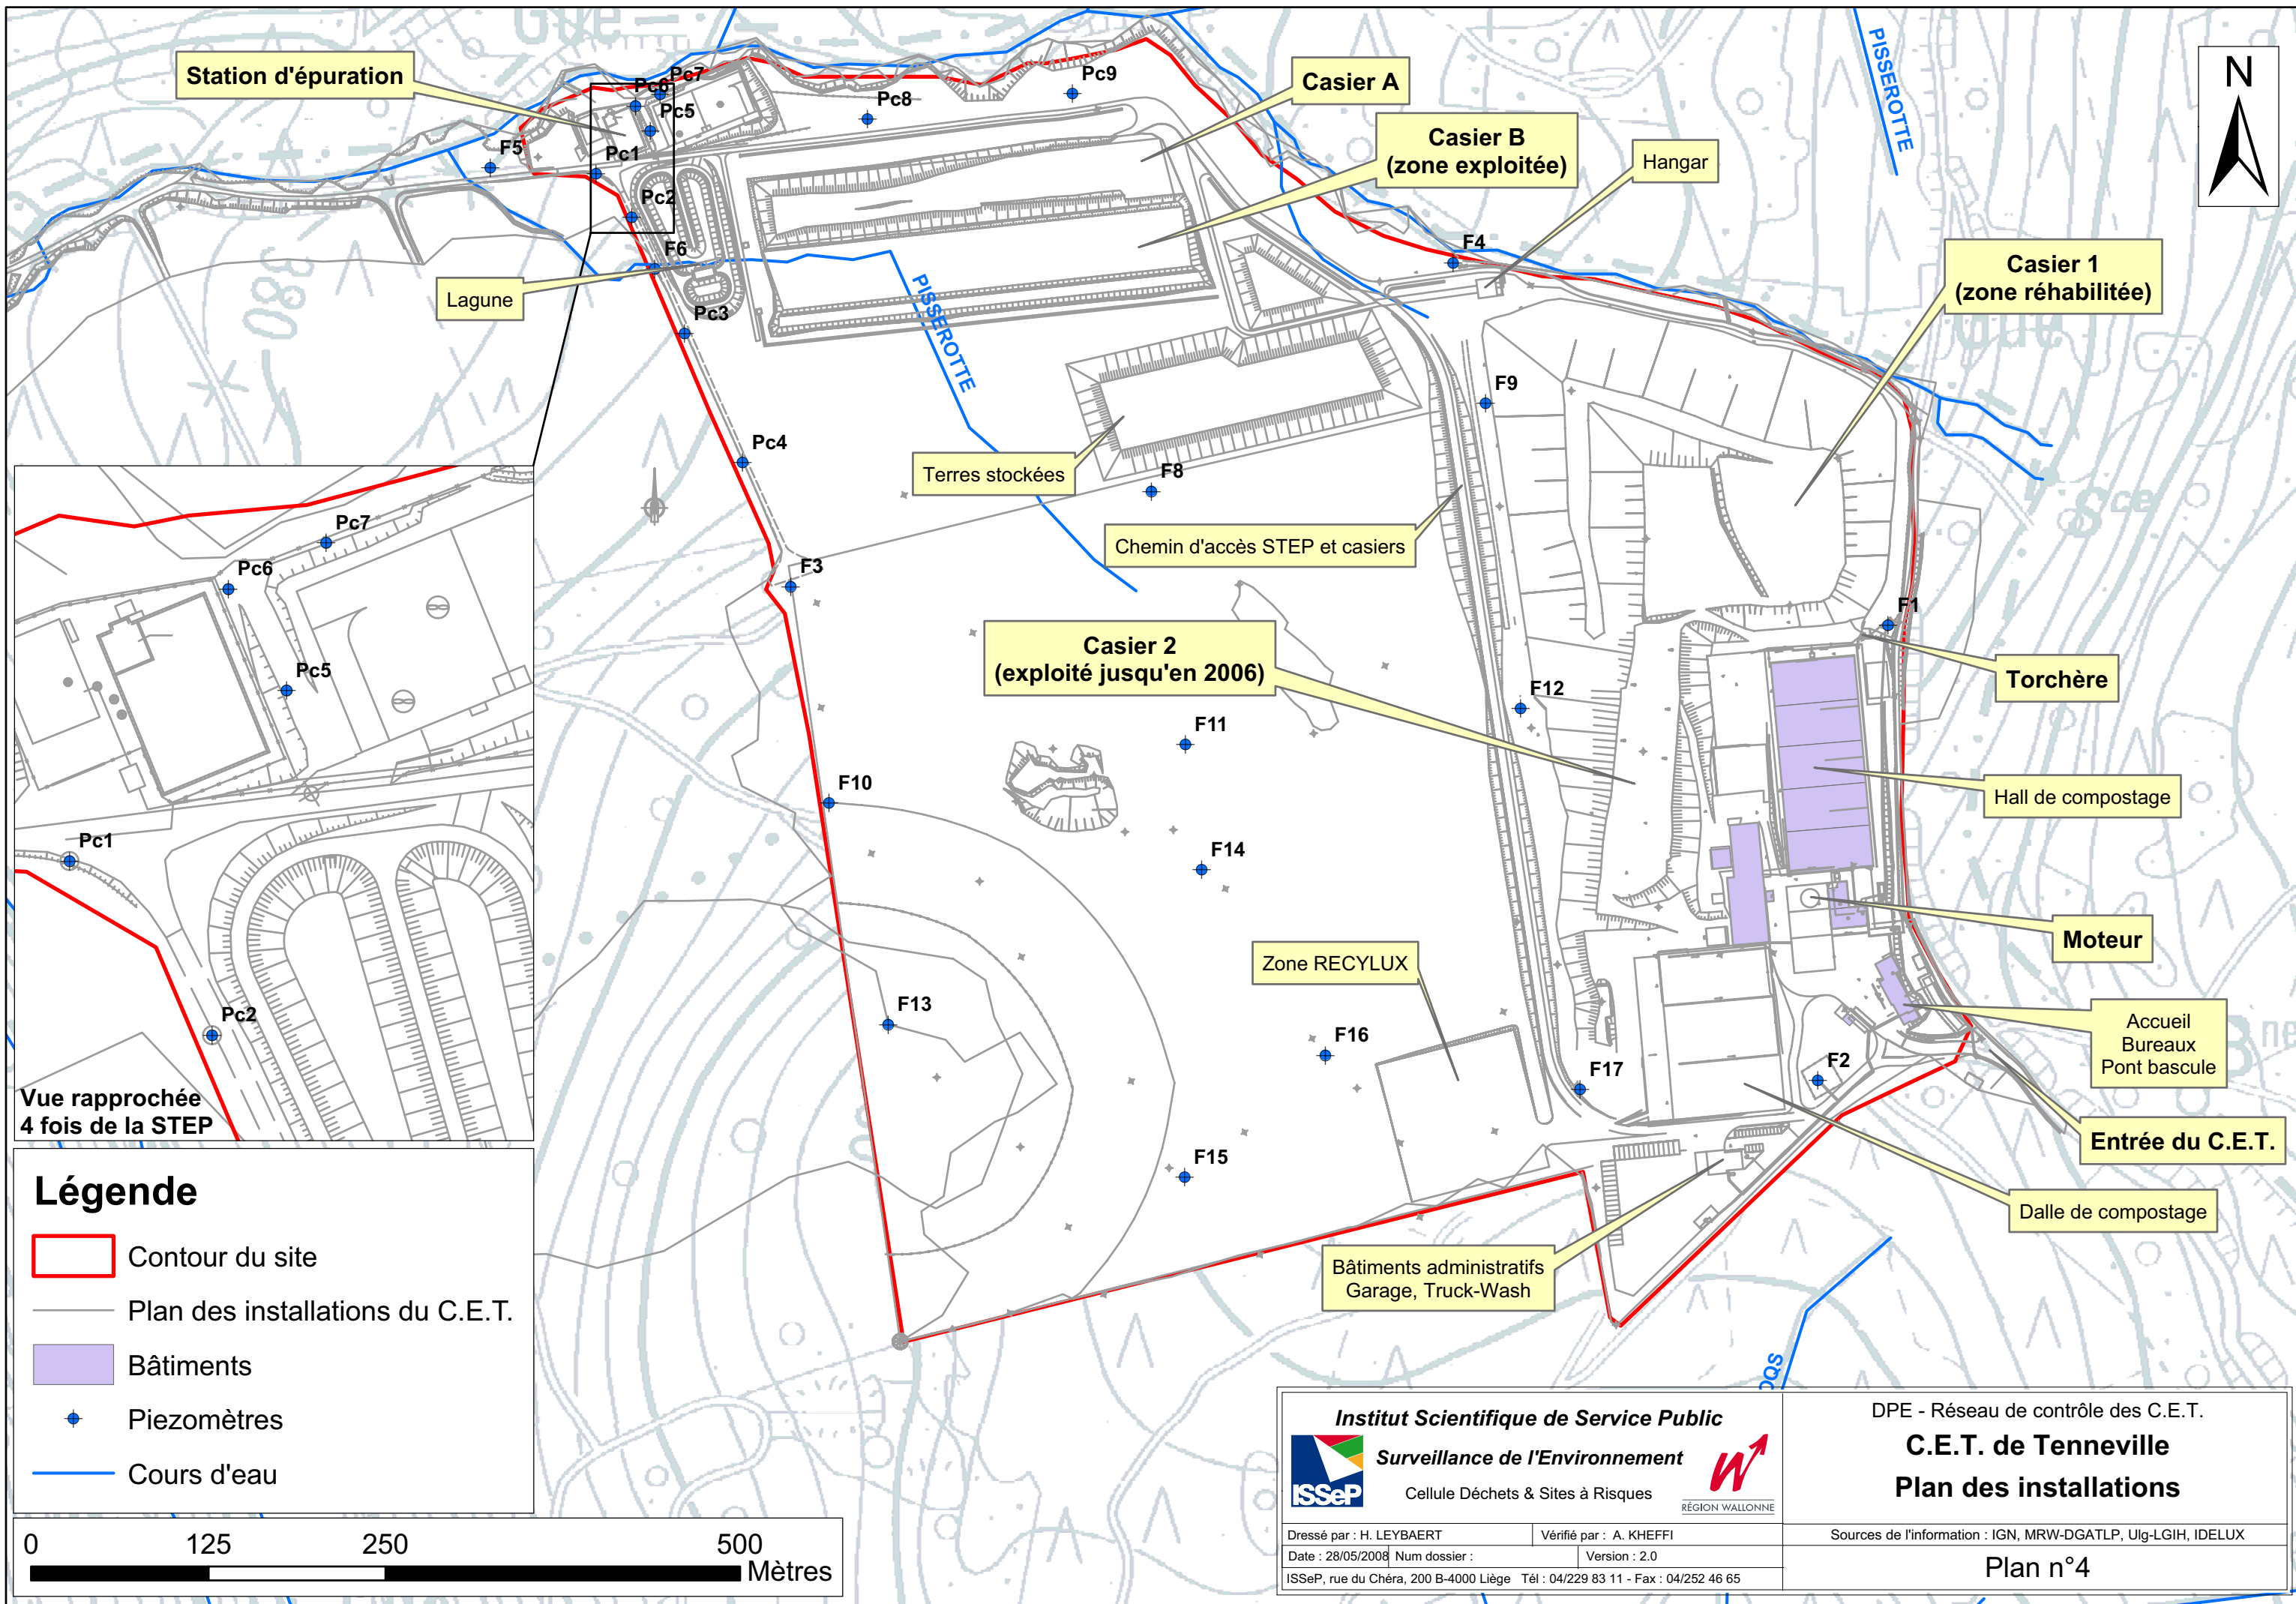 Gué
PISSEROTTE
N
Station d'épuration
Pc7
Pc6
Pc5
Pc8
Pc9
Casier A
Casier B
(zone exploitée)
Hangar
F5
Pc1
Pc2
F6
F4
Casier 1
(zone réhabilitée)
Gué
Lagune
380
PISSEROTTE
Pc3
F9
Pc4
Terres stockées
F8
Sce
Chemin d'accès STEP et casiers
F3
F1
Casier 2
(exploité jusqu'en 2006)
Torchère
F12
F11
Hall de compostage
F10
F14
Moteur
Zone RECYLUX
F13
F16
F17
F2
Accueil
Bureaux
Pont bascule
Entrée du C.E.T.
F15
Dalle de compostage
Bâtiments administratifs
Garage, Truck-Wash
Pc7
Pc6
Pc5
Pc1
Pc2
Vue rapprochée
4 fois de la STEP
Légende
Contour du site
Plan des installations du C.E.T.
Bâtiments
Piezomètres
Cours d'eau
0 125 250 500
Mètres
Institut Scientifique de Service Public
Surveillance de l'Environnement
Cellule Déchets & Sites à Risques
ISSeP
RÉGION WALLONNE
DPE - Réseau de contrôle des C.E.T.
C.E.T. de Tenneville
Plan des installations
Dressé par : H. LEYBAERT
Vérifié par : A. KHEFFI
Sources de l'information : IGN, MRW-DGATLP, Ulg-LGIH, IDELUX
Date : 28/05/2008
Num dossier :
Version : 2.0
Plan n°4
ISSeP, rue du Chéra, 200 B-4000 Liège Tél : 04/229 83 11 - Fax : 04/252 46 65